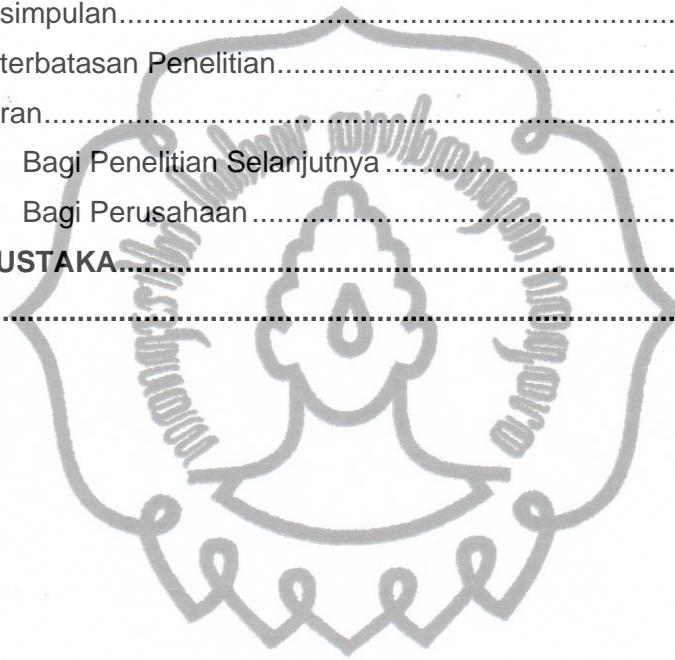 simpulan..........................................................................
terbatasan Penelitian.......................................................
ran...................................................................................
Bagi Penelitian Selanjutnya ......................................
Bagi Perusahaan ......................................................
USTAKA.........................................................................
.......................................................................................